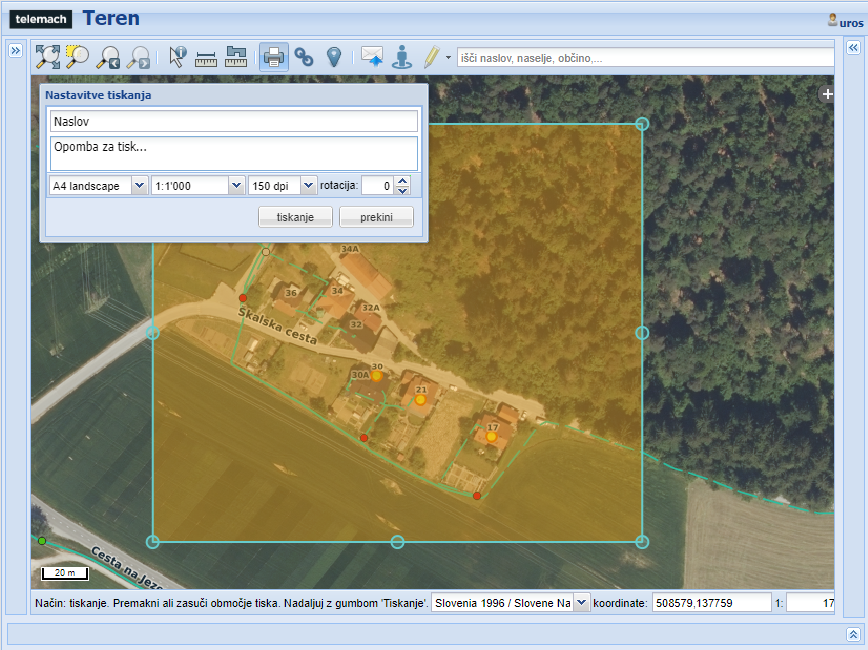 telemach Teren
uros
išči naslov, naselje, občino,...
Nastavitve tiskanja
Naslov
Opomba za tisk...
A4 landscape 1:1'000 150 dpi rotacija: 0
tiskanje prekini
34A
36
34
32A
32
Skalska cesta
30
30A
21
17
Cesta na Jeze
20 m
Način: tiskanje. Premakni ali zasuči območje tiska. Nadaljuj z gumbom 'Tiskanje'. Slovenia 1996 / Slovene Na koordinate: 508579,137759 1: 17